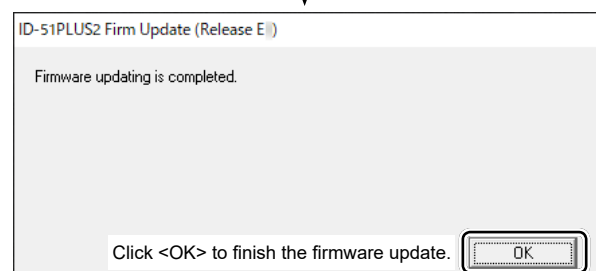 ID-51PLUS2 Firm Update (Release E )
Firmware updating is completed.
Click <OK> to finish the firmware update.
OK